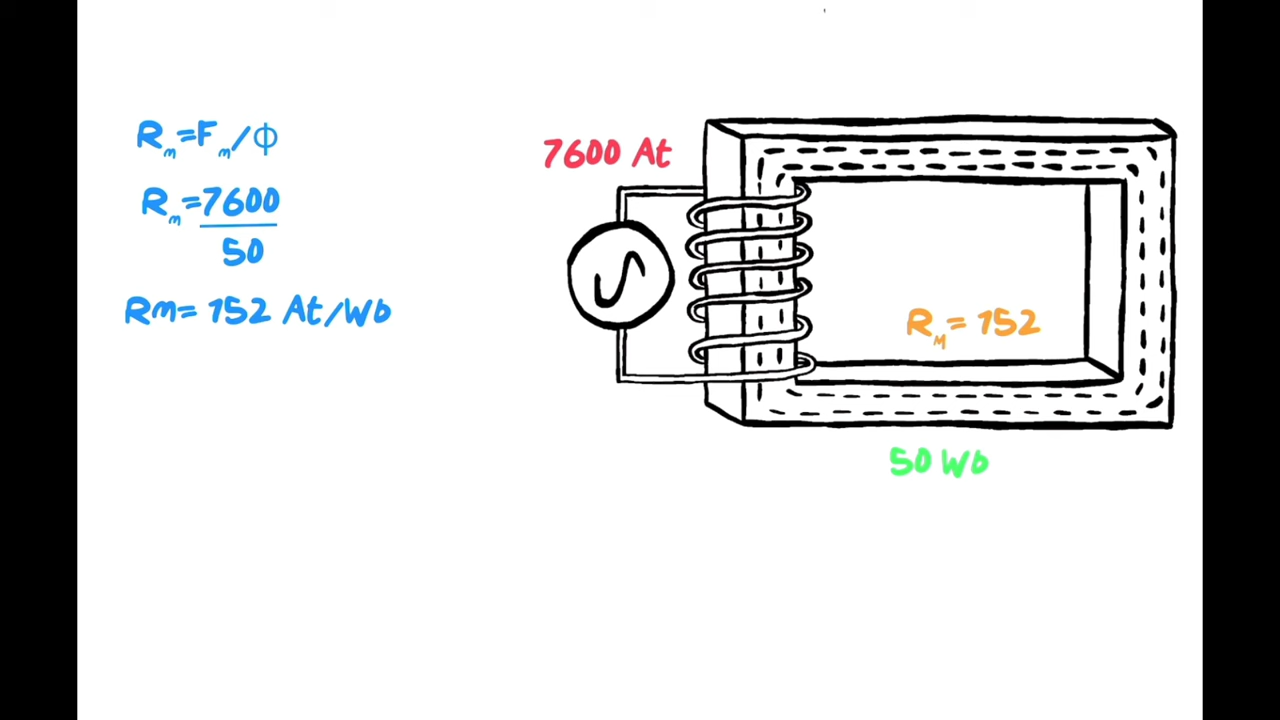 Rm=Fm/Φ
Rm=7600
50
Rm= 152 At/Wb
7600 At
RM= 152
50 Wb